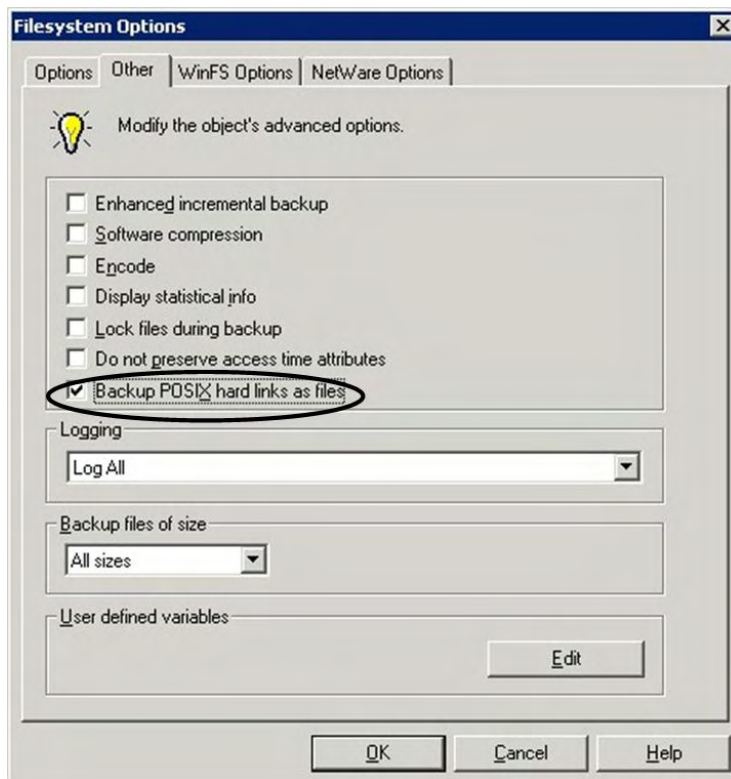 Filesystem Options
Options Other WinFS Options NetWare Options
Modify the object's advanced options.
Enhanced incremental backup
Software compression
Encode
Display statistical info
Lock files during backup
Do not preserve access time attributes
Backup POSIX hard links as files
Logging
Log All
Backup files of size
All sizes
User defined variables
Edit
OK Cancel Help